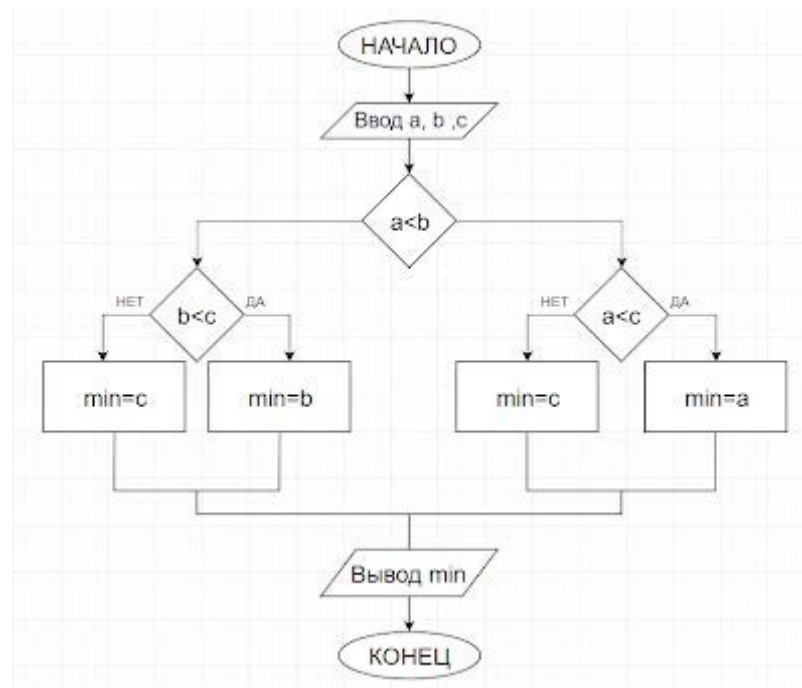 НАЧАЛО
Ввод a, b ,c
a<b
НЕТ
b<c
ДА
НЕТ
a<c
ДА
min=c
min=b
min=c
min=a
Вывод min
КОНЕЦ